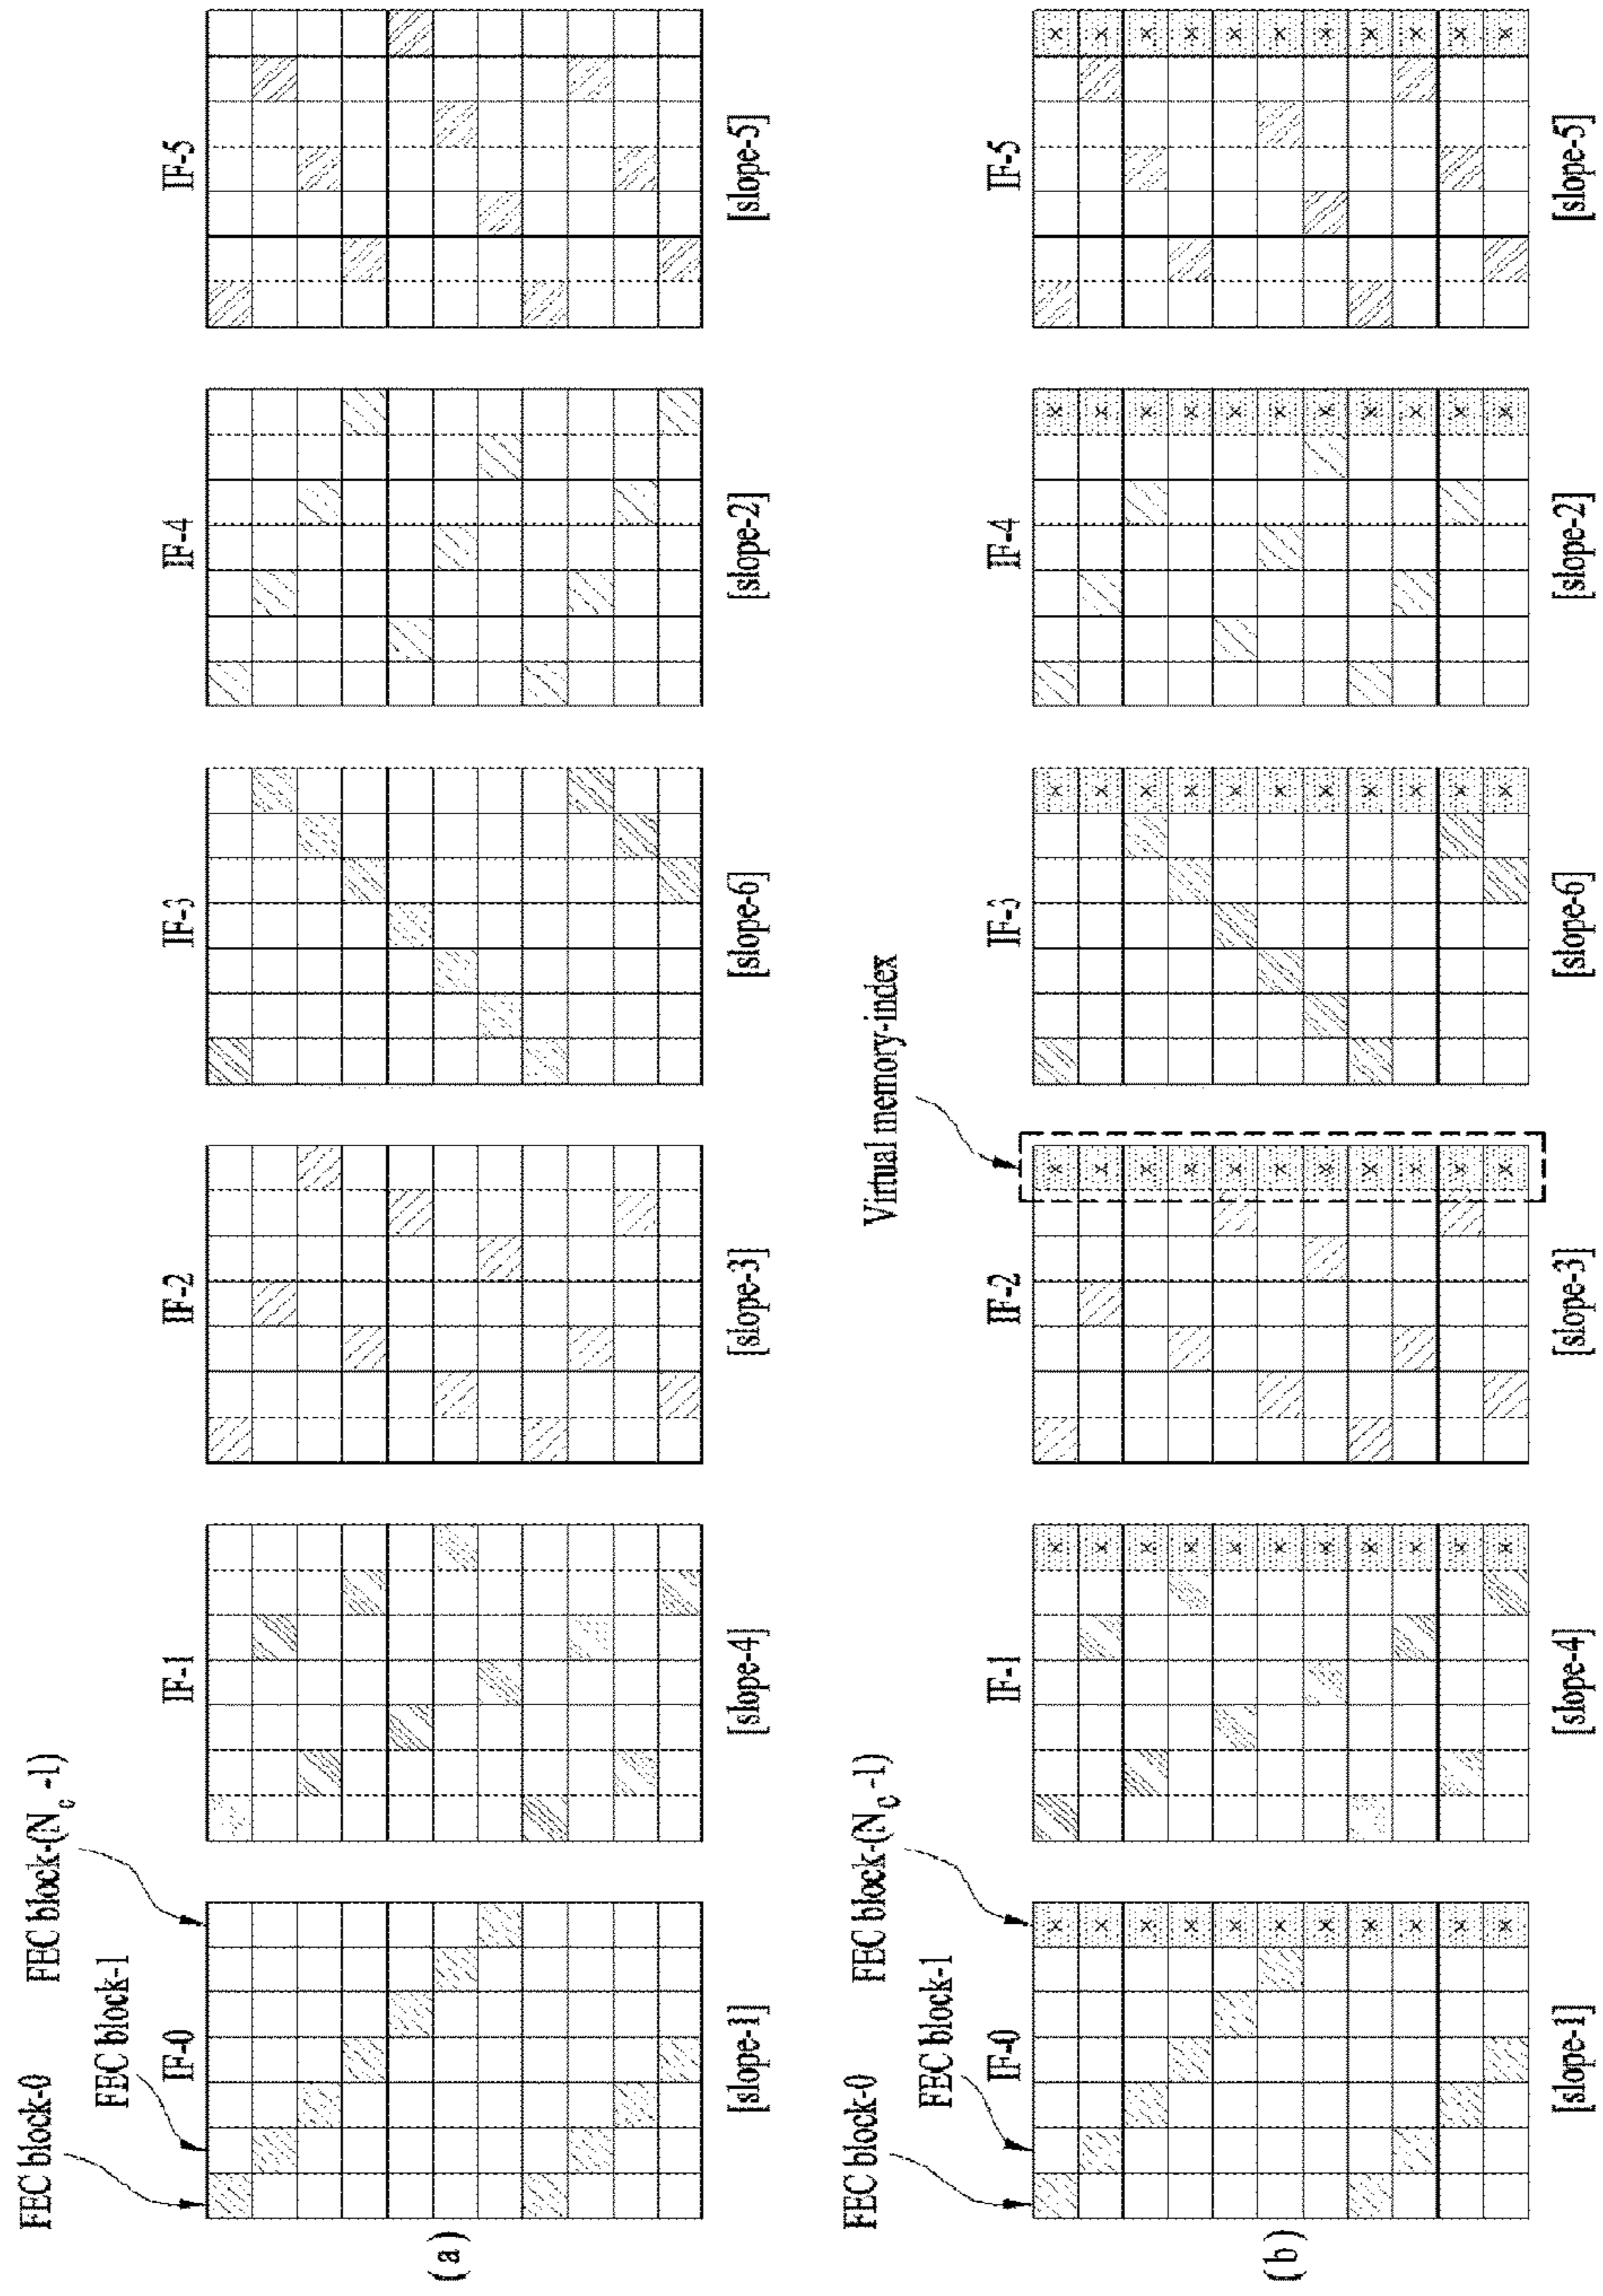 FEC block-0
FEC block-(N_c -1)
FEC block-1
IF-0 IF-1 IF-2 IF-3 IF-4 IF-5
(a)
[slope-1] [slope-4] [slope-3] [slope-6] [slope-2] [slope-5]
FEC block-0
FEC block-(N_c -1)
Virtual memory-index
FEC block-1
IF-0 IF-1 IF-2 IF-3 IF-4 IF-5
(b)
[slope-1] [slope-4] [slope-3] [slope-6] [slope-2] [slope-5]